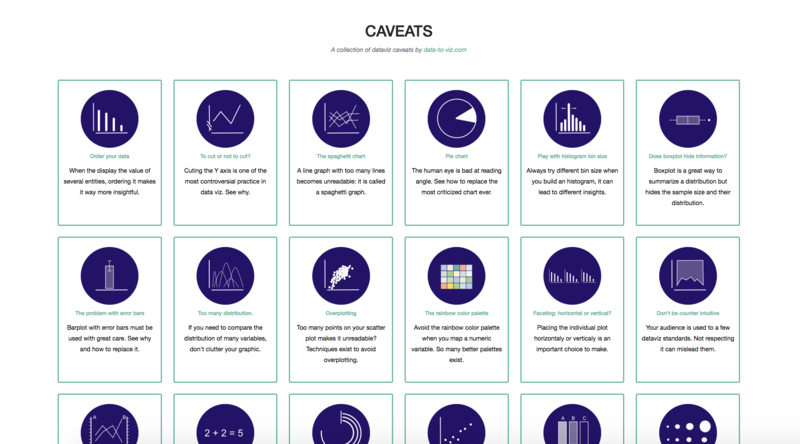 CAVEATS
A collection of dataviz caveats by data-to-viz.com
Order your data
When the display the value of
several entities, ordering it makes
it way more insightful.
To cut or not to cut?
Cuting the Y axis is one of the
most controversial practice in
data viz. See why.
The spaghetti chart
A line graph with too many lines
becomes unreadable: it is called
a spaghetti graph.
Pie chart
The human eye is bad at reading
angle. See how to replace the
most criticized chart ever.
Play with histogram bin size
Always try different bin size when
you build an histogram, it can
lead to different insights.
Does boxplot hide information?
Boxplot is a great way to
summarize a distribution but
hides the sample size and their
distribution.
The problem with error bars
Barplot with error bars must be
used with great care. See why
and how to replace it.
Too many distribution.
If you need to compare the
distribution of many variables,
don't clutter your graphic.
Overplotting
Too many points on your scatter
plot makes it unreadable?
Techniques exist to avoid
overplotting.
The rainbow color palette
Avoid the rainbow color palette
when you map a numeric
variable. So many better palettes
exist.
Faceting: horizontal or vertical?
Placing the individual plot
horizontaly or verticaly is an
important choice to make.
Don't be counter intuitive
Your audience is used to a few
dataviz standards. Not respecting
it can mislead them.
A B
2 + 2 = 5
A B C